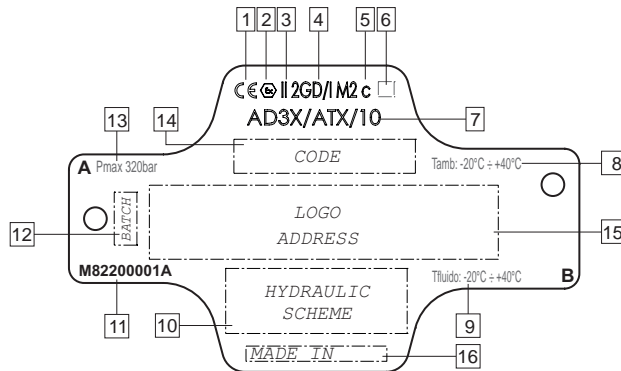 1 2 3 4 5 6
CE Ex II 2GD/I M2 c
AD3X/ATX/10
7
14
13
CODE
A Pmax 320bar
Tamb: -20°C ÷ +40°C
8
BATCH
12
LOGO
ADDRESS
15
M82200001A
Tfluido: -20°C ÷ +40°C
B
HYDRAULIC
SCHEME
11
10
9
MADE IN
16